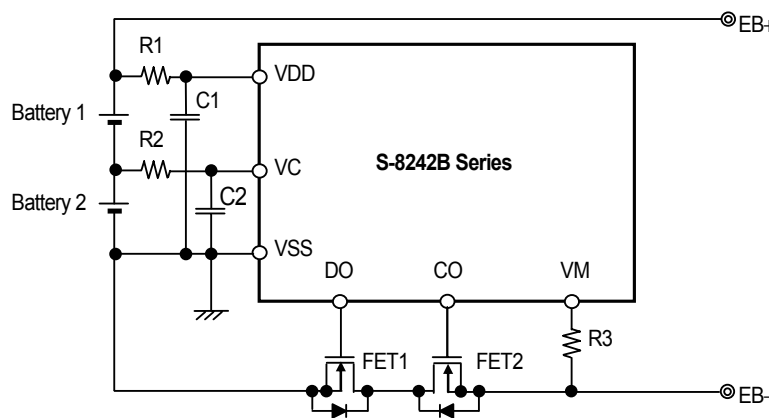 EB+
R1
VDD
C1
Battery 1
R2
VC
S-8242B Series
C2
Battery 2
VSS
DO
CO
VM
R3
FET1
FET2
EB-